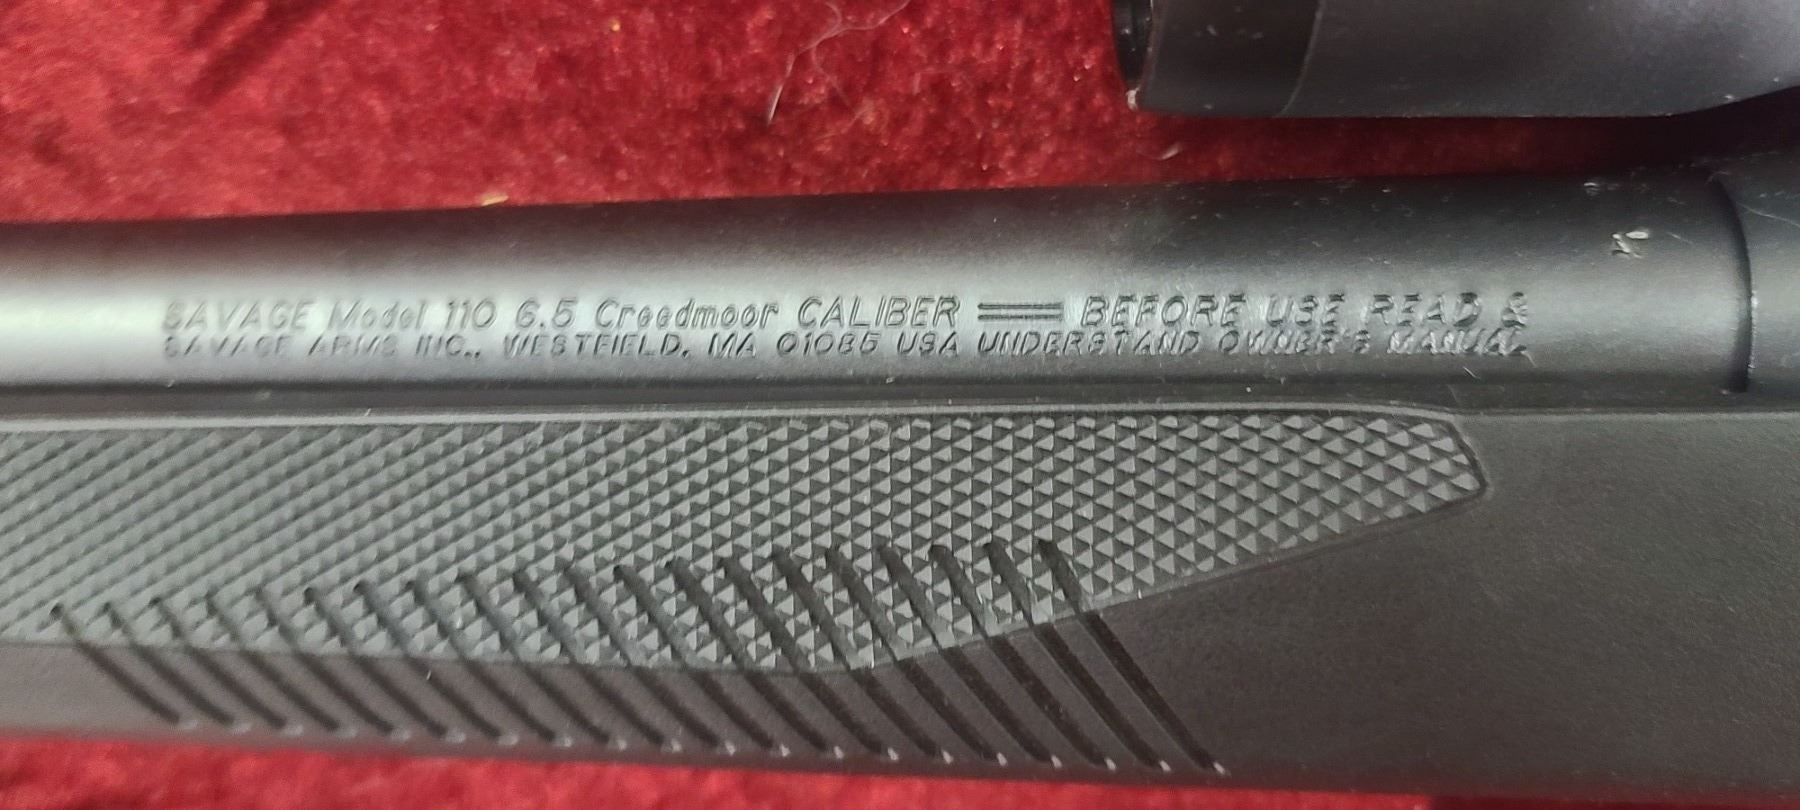 SAVAGE Model 110 6.5 Creedmoor CALIBER ═══ BEFORE USE READ &
SAVAGE ARMS INC., WESTFIELD, MA 01085 USA UNDERSTAND OWNER'S MANUAL